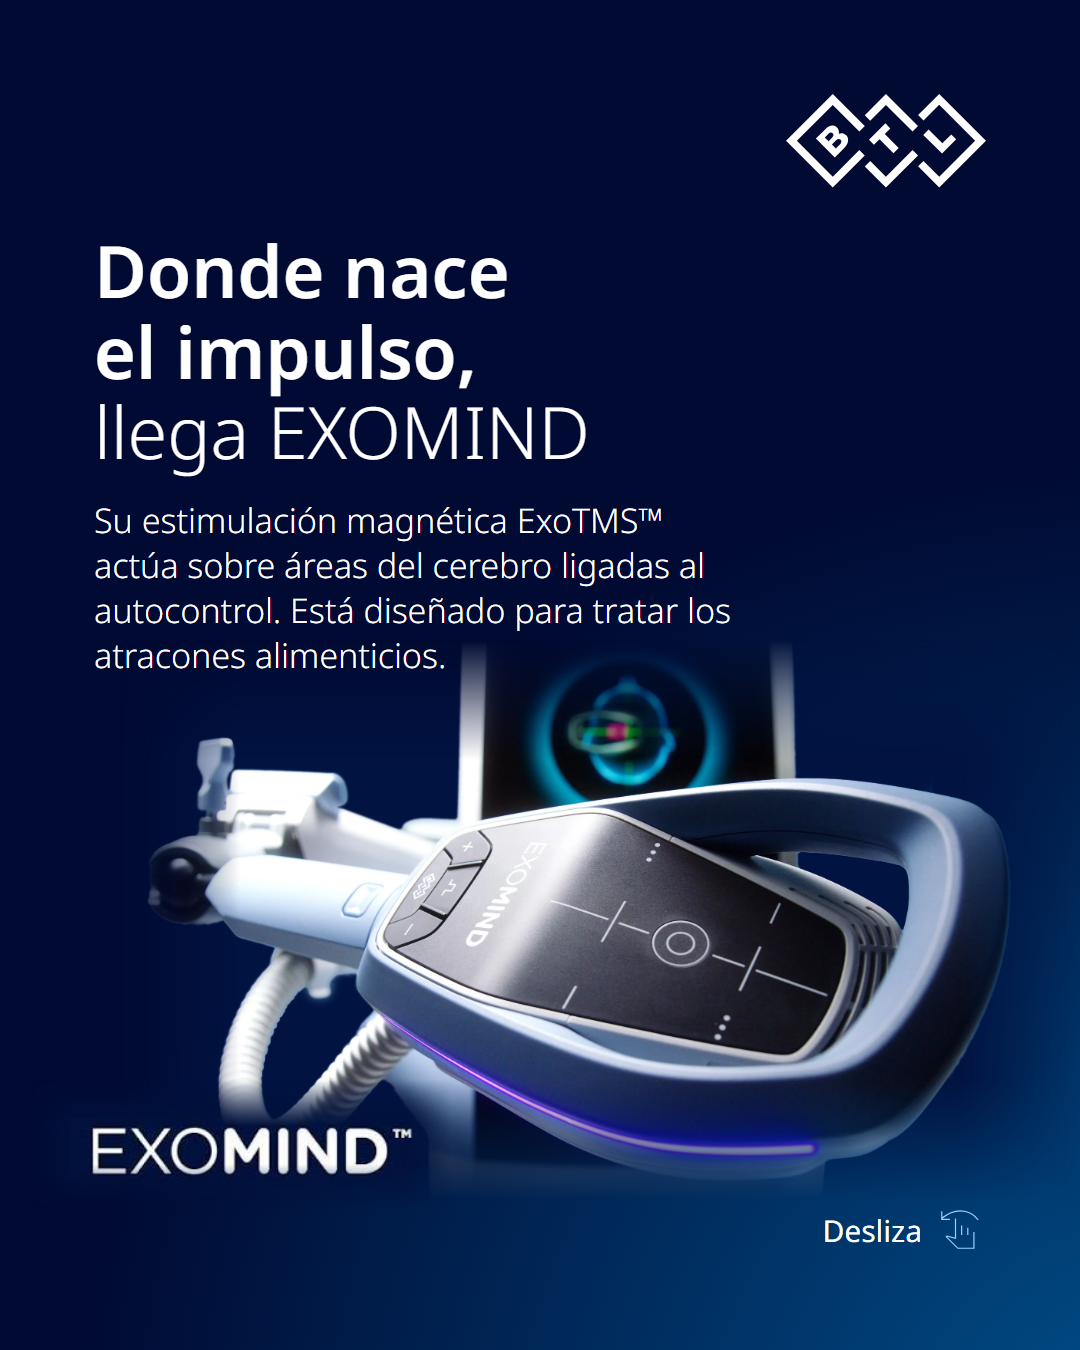 BTL
Donde nace
el impulso,
llega EXOMIND
Su estimulación magnética ExoTMS™
actúa sobre áreas del cerebro ligadas al
autocontrol. Está diseñado para tratar los
atracones alimenticios.
EXOMIND
EXOMIND™
Desliza